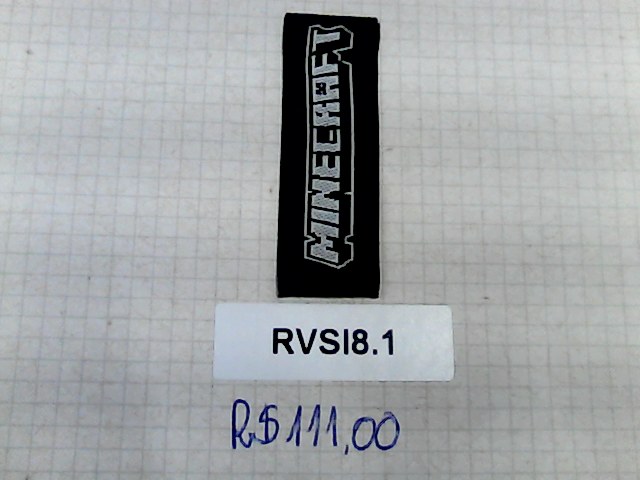 MINECRAFT
RVSI8.1
R$111,00